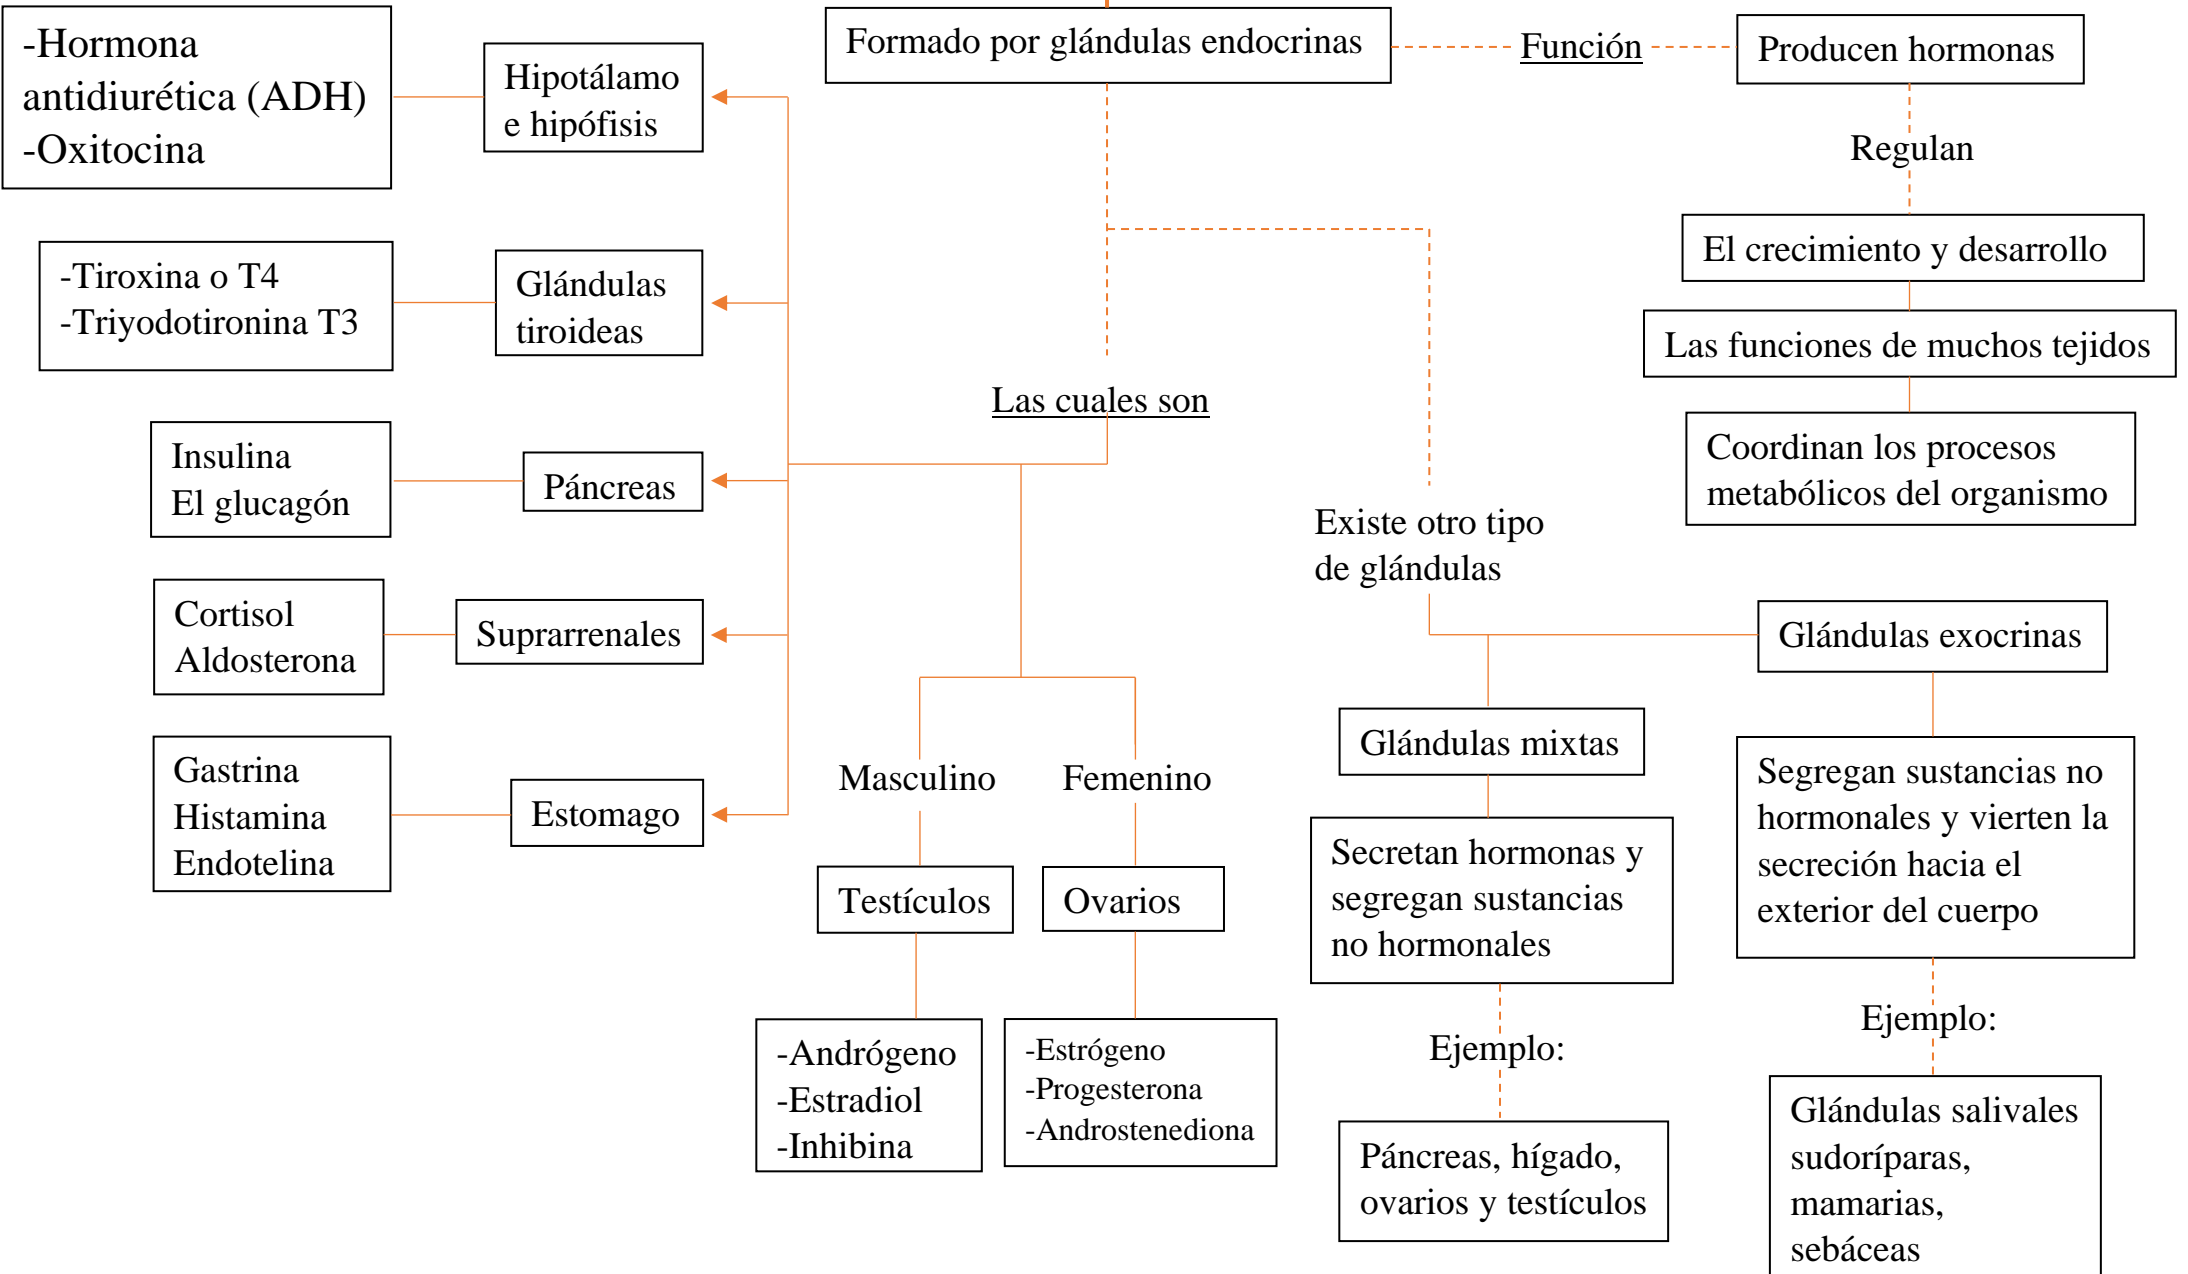 -Hormona
antidiurética (ADH)
-Oxitocina
Hipotálamo
e hipófisis
Formado por glándulas endocrinas
Función
Producen hormonas
Regulan
El crecimiento y desarrollo
Las funciones de muchos tejidos
Coordinan los procesos
metabólicos del organismo
-Tiroxina o T4
-Triyodotironina T3
Glándulas
tiroideas
Las cuales son
Insulina
El glucagón
Páncreas
Cortisol
Aldosterona
Suprarrenales
Gastrina
Histamina
Endotelina
Estomago
Masculino
Testículos
-Andrógeno
-Estradiol
-Inhibina
Femenino
Ovarios
-Estrógeno
-Progesterona
-Androstenediona
Existe otro tipo
de glándulas
Glándulas mixtas
Secretan hormonas y
segregan sustancias
no hormonales
Ejemplo:
Páncreas, hígado,
ovarios y testículos
Glándulas exocrinas
Segregan sustancias no
hormonales y vierten la
secreción hacia el
exterior del cuerpo
Ejemplo:
Glándulas salivales
sudoríparas,
mamarias,
sebáceas